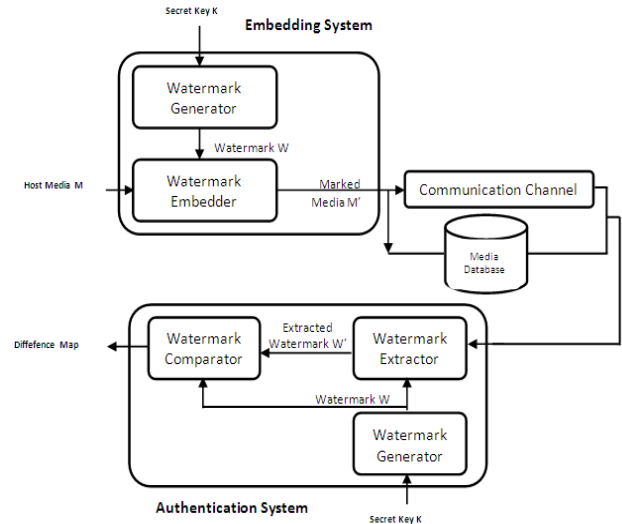 Secret Key K
Embedding System
Watermark
Generator
Watermark W
Host Media M
Watermark
Embedder
Marked
Media M'
Communication Channel
Media
Database
Diffefence Map
Watermark
Comparator
Extracted
Watermark W'
Watermark
Extractor
Watermark W
Watermark
Generator
Authentication System
Secret Key K